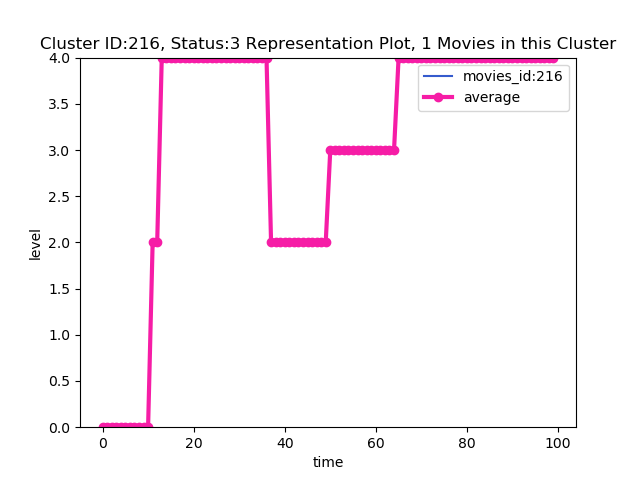 Cluster ID:216, Status:3 Representation Plot, 1 Movies in this Cluster
4.0
3.5
3.0
2.5
2.0
1.5
1.0
0.5
0.0
level
movies_id:216
average
0 20 40 60 80 100
time